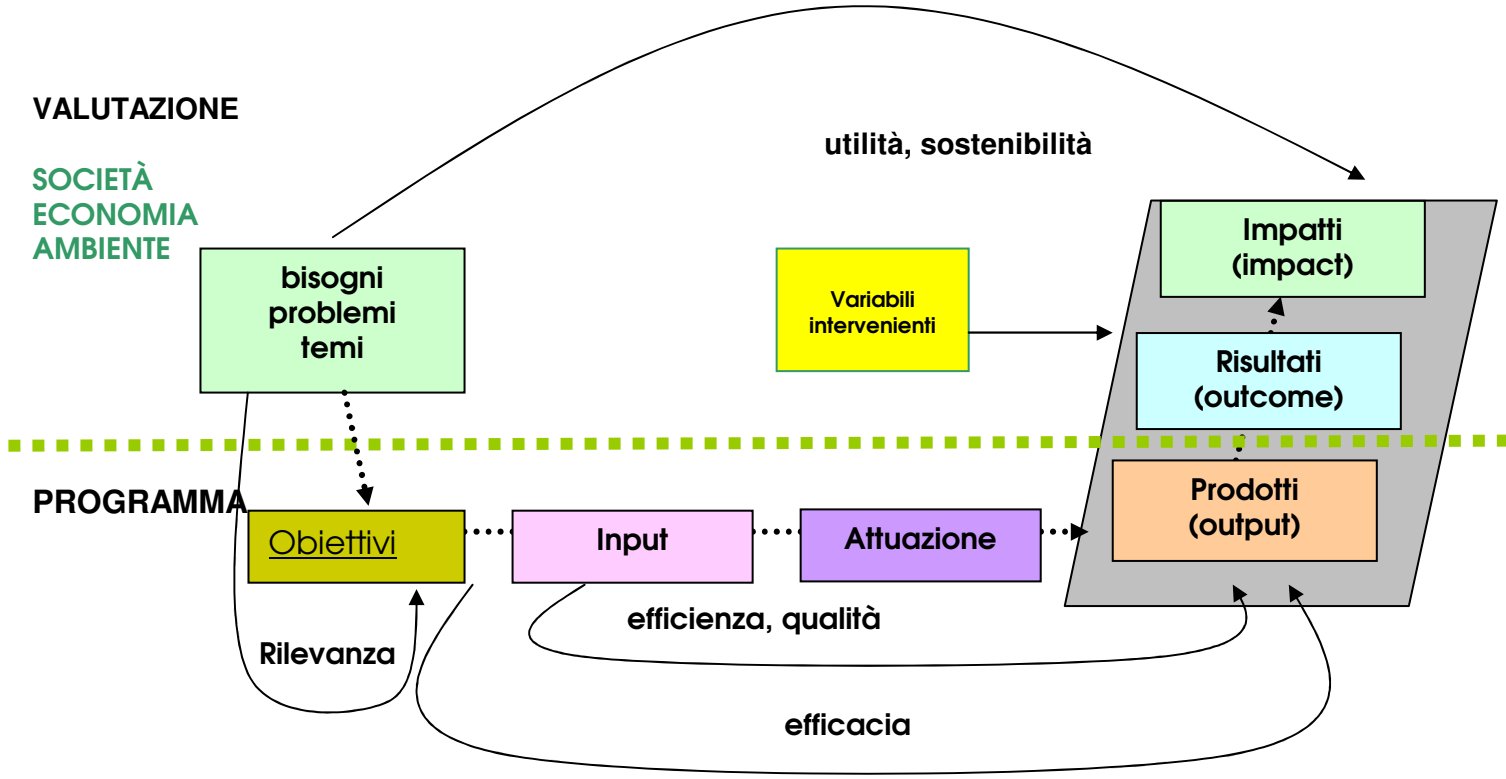 VALUTAZIONE
utilità, sostenibilità
SOCIETÀ
ECONOMIA
AMBIENTE
bisogni
problemi
temi
Variabili
intervenienti
Impatti
(impact)
Risultati
(outcome)
PROGRAMMA
Obiettivi
Input
Attuazione
Prodotti
(output)
efficienza, qualità
Rilevanza
efficacia